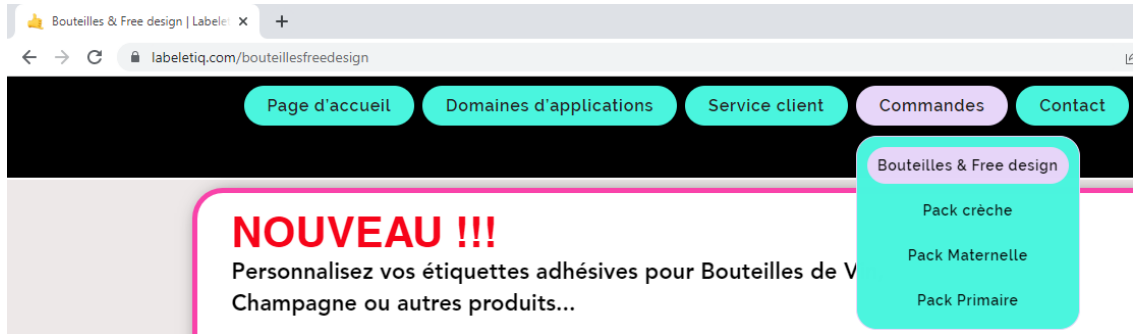 Bouteilles & Free design | Labelet
labeletiq.com/bouteillesfreedesign
Page d'accueil Domaines d'applications Service client Commandes Contact
Bouteilles & Free design
Pack crèche
Pack Maternelle
Pack Primaire
NOUVEAU !!!
Personnalisez vos étiquettes adhésives pour Bouteilles de V
Champagne ou autres produits...